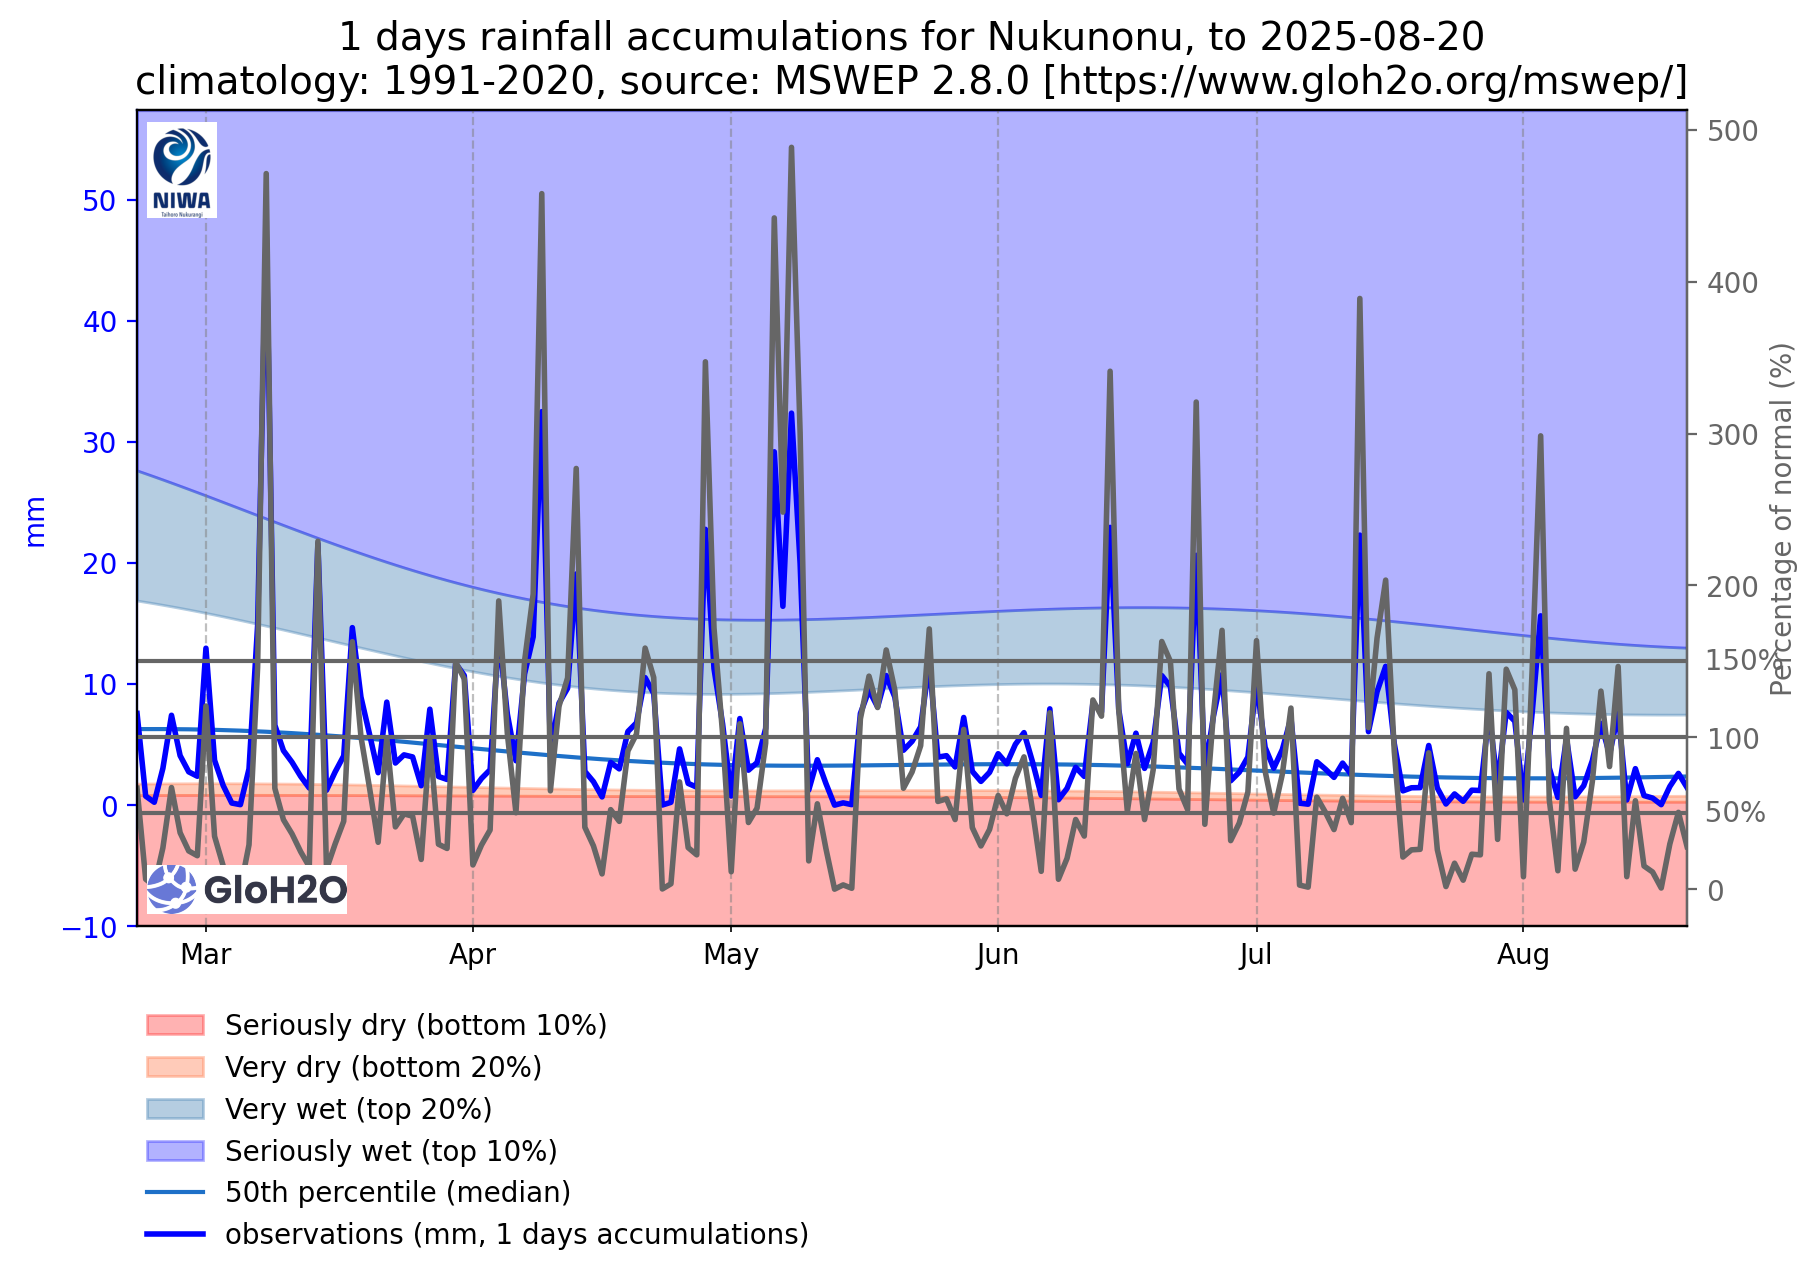 1 days rainfall accumulations for Nukunonu, to 2025-08-20
climatology: 1991-2020, source: MSWEP 2.8.0 [https://www.gloh2o.org/mswep/]
NIWA
Taihoro Nukurangi
mm
50
40
30
20
10
0
−10
500
400
300
200
150%
100
50%
0
Percentage of normal (%)
GloH2O
Mar
Apr
May
Jun
Jul
Aug
Seriously dry (bottom 10%)
Very dry (bottom 20%)
Very wet (top 20%)
Seriously wet (top 10%)
50th percentile (median)
observations (mm, 1 days accumulations)